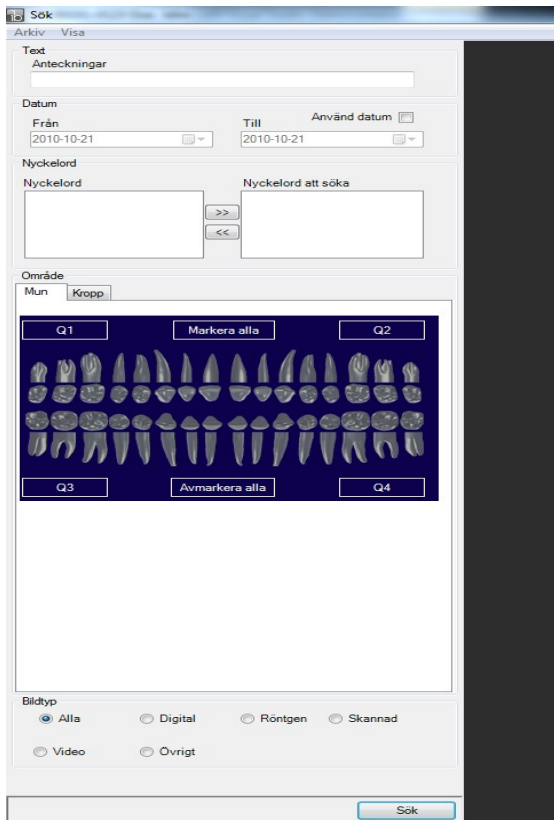 Sök
Arkiv Visa
Text
Anteckningar
Datum
Från Till Använd datum
2010-10-21 2010-10-21
Nyckelord
Nyckelord Nyckelord att söka
>>
<<
Område
Mun Kropp
Q1 Markera alla Q2
Q3 Avmarkera alla Q4
Bildtyp
Alla Digital Röntgen Skannad
Video Övrigt
Sök